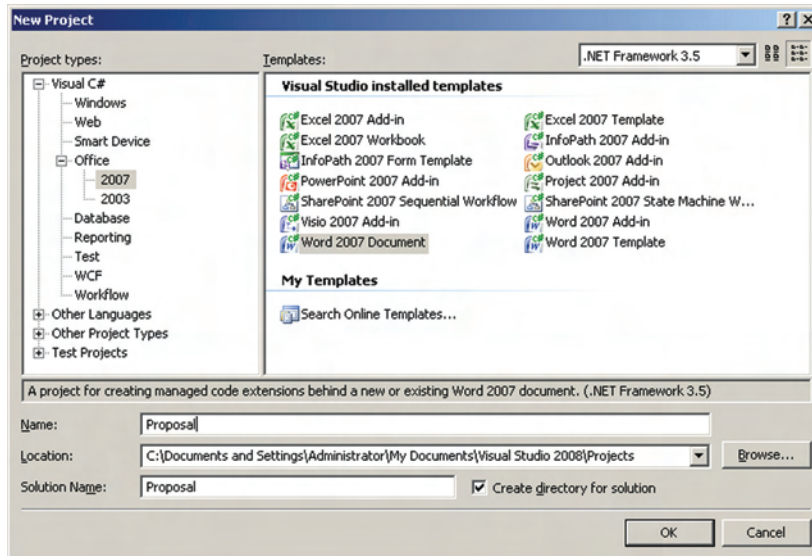 New Project
Project types:
Templates:
.NET Framework 3.5
Visual C#
Windows
Web
Smart Device
Office
2007
2003
Database
Reporting
Test
WCF
Workflow
Other Languages
Other Project Types
Test Projects
Visual Studio installed templates
Excel 2007 Add-in
Excel 2007 Template
Excel 2007 Workbook
InfoPath 2007 Add-in
InfoPath 2007 Form Template
Outlook 2007 Add-in
PowerPoint 2007 Add-in
Project 2007 Add-in
SharePoint 2007 Sequential Workflow
SharePoint 2007 State Machine W...
Visio 2007 Add-in
Word 2007 Add-in
Word 2007 Document
Word 2007 Template
My Templates
Search Online Templates...
A project for creating managed code extensions behind a new or existing Word 2007 document. (.NET Framework 3.5)
Name:
Proposal
Location:
C:\Documents and Settings\Administrator\My Documents\Visual Studio 2008\Projects
Browse...
Solution Name:
Proposal
Create directory for solution
OK
Cancel